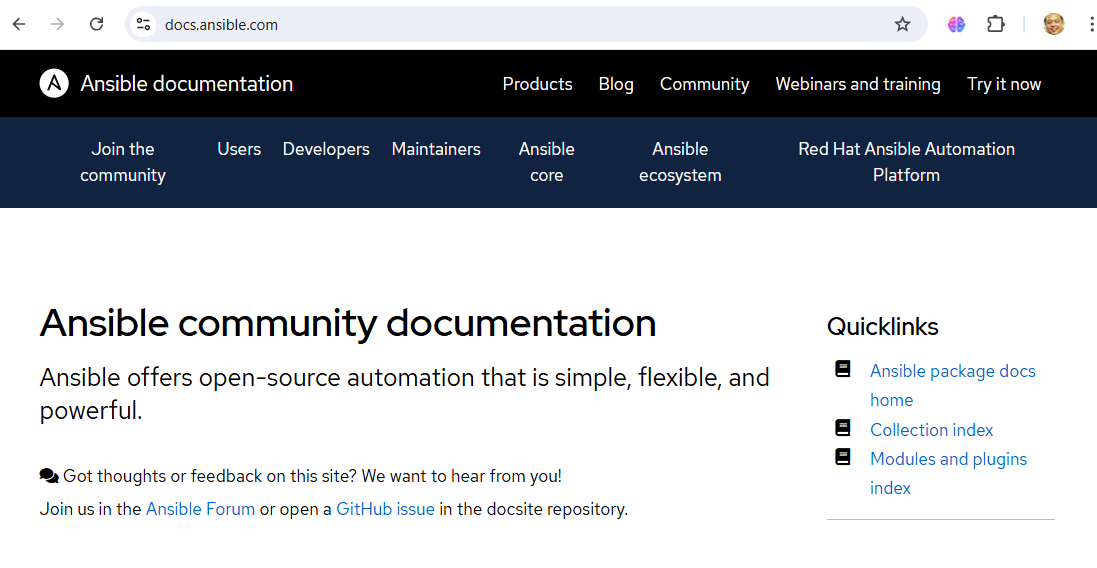 docs.ansible.com
Ansible documentation
Products Blog Community Webinars and training Try it now
Join the
community
Users Developers Maintainers
Ansible
core
Ansible
ecosystem
Red Hat Ansible Automation
Platform
Ansible community documentation
Ansible offers open-source automation that is simple, flexible, and
powerful.
Got thoughts or feedback on this site? We want to hear from you!
Join us in the Ansible Forum or open a GitHub issue in the docsite repository.
Quicklinks
Ansible package docs
home
Collection index
Modules and plugins
index